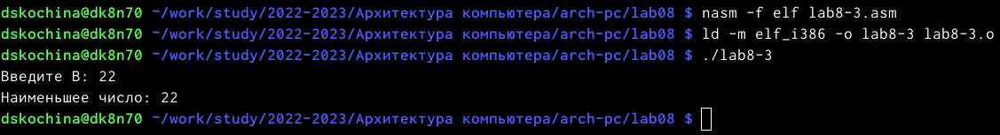 dskochina@dk8n70 ~/work/study/2022-2023/Архитектура компьютера/arch-pc/lab08 $ nasm -f elf lab8-3.asm
dskochina@dk8n70 ~/work/study/2022-2023/Архитектура компьютера/arch-pc/lab08 $ ld -m elf_i386 -o lab8-3 lab8-3.o
dskochina@dk8n70 ~/work/study/2022-2023/Архитектура компьютера/arch-pc/lab08 $ ./lab8-3
Введите В: 22
Наименьшее число: 22
dskochina@dk8n70 ~/work/study/2022-2023/Архитектура компьютера/arch-pc/lab08 $